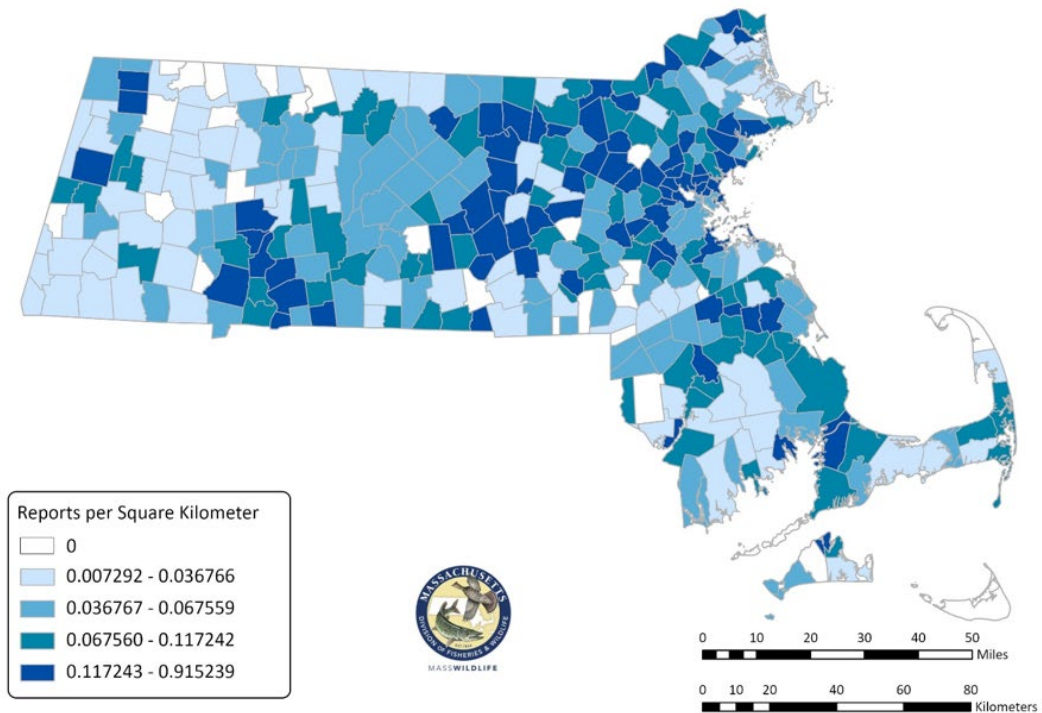 Reports per Square Kilometer
0
0.007292 - 0.036766
0.036767 - 0.067559
0.067560 - 0.117242
0.117243 - 0.915239
MASSACHUSETTS
DIVISION OF FISHERIES & WILDLIFE
MASSWILDLIFE
0 10 20 30 40 50
Miles
0 10 20 40 60 80
Kilometers